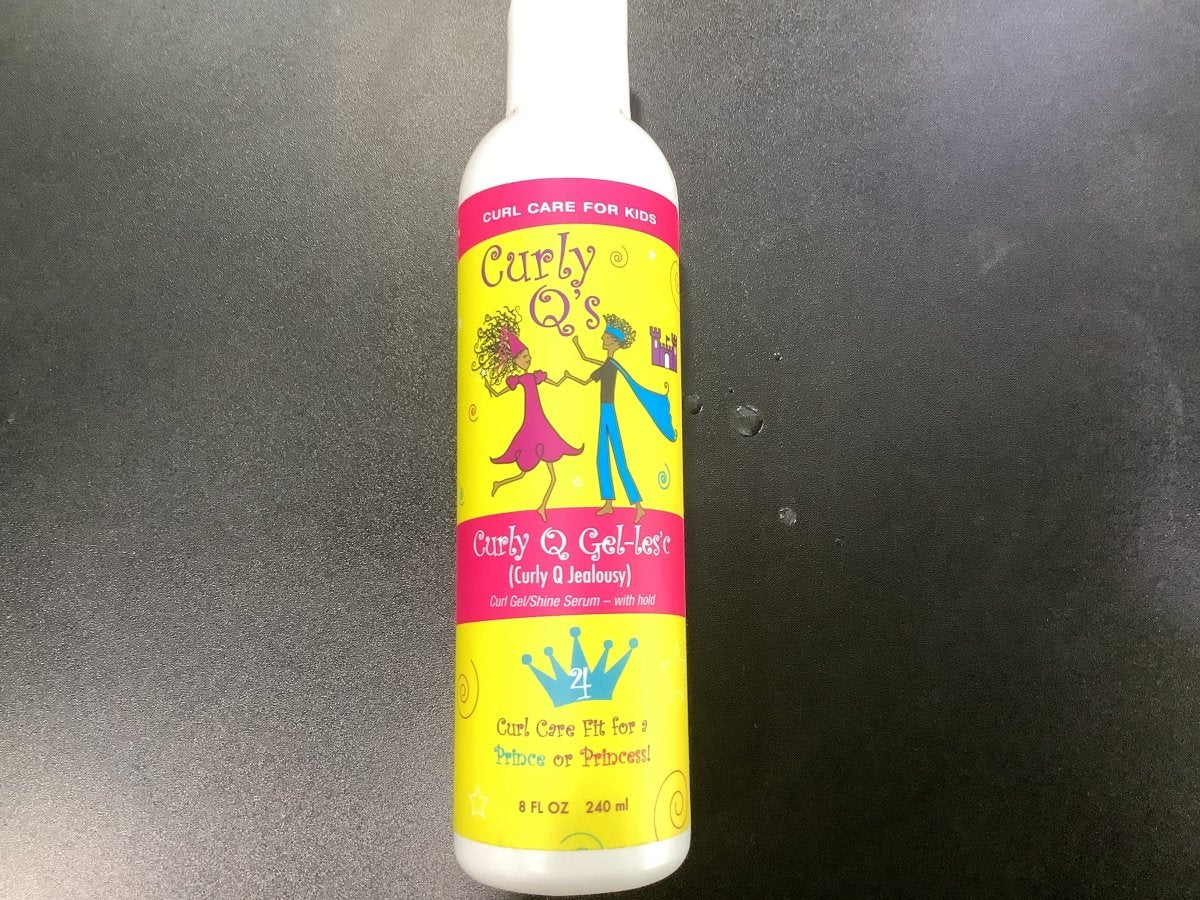 CURL CARE FOR KIDS
Curly
Q's
Curly Q Gel-les'c
(Curly Q Jealousy)
Curl Gel/Shine Serum – with hold
4
Curl Care Fit for a
Prince or Princess!
8 FL OZ 240 ml